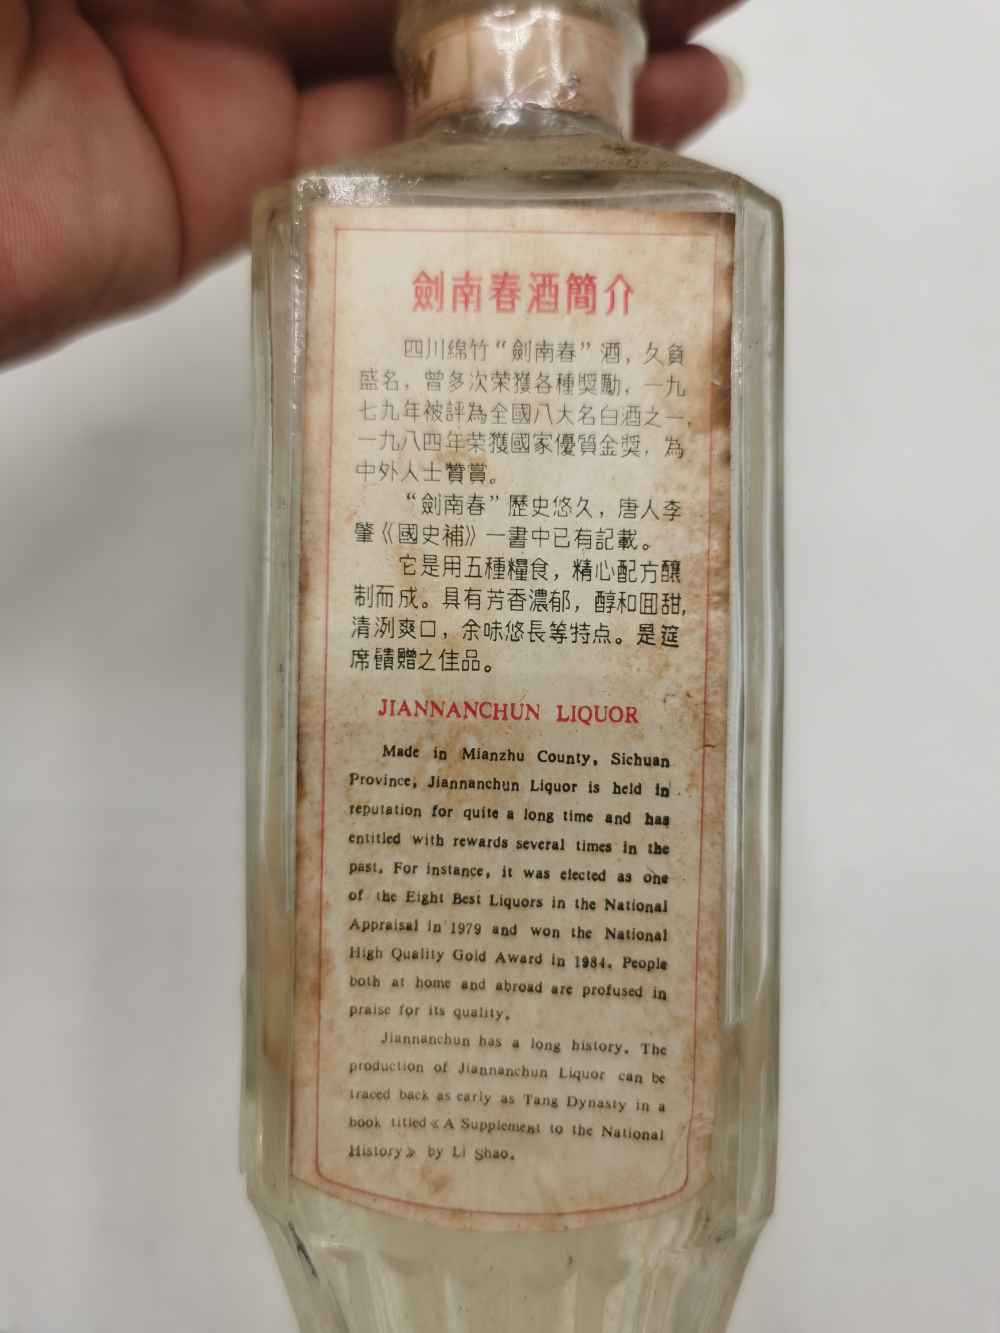 劍南春酒簡介
四川绵竹“劍南春”酒，久負
盛名，曾多次荣獲各種獎勵，一九
七九年被評為全國八大名白酒之一，
一九八四年荣獲國家優質金獎，為
中外人士贊賞。
“劍南春”歷史悠久，唐人李
肇《國史補》一書中已有記載。
它是用五種糧食，精心配方釀
制而成。具有芳香濃郁，醇和回甜，
清洌爽口，余味悠長等特点。是筵
席饋贈之佳品。
JIANNANCHUN LIQUOR
Made in Mianzhu County, Sichuan
Province, Jiannanchun Liquor is held in
reputation for quite a long time and has
entitled with rewards several times in the
past. For instance, it was elected as one
of the Eight Best Liquors in the National
Appraisal in 1979 and won the National
High Quality Gold Award in 1984. People
both at home and abroad are profused in
praise for its quality.
Jiannanchun has a long history. The
production of Jiannanchun Liquor can be
traced back as early as Tang Dynasty in a
book titled《A Supplement to the National
History》by Li Shao.